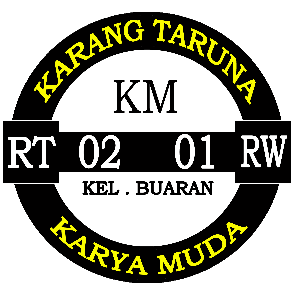 KARANG TARUNA
KM
RT 02 01 RW
KEL . BUARAN
KARYA MUDA